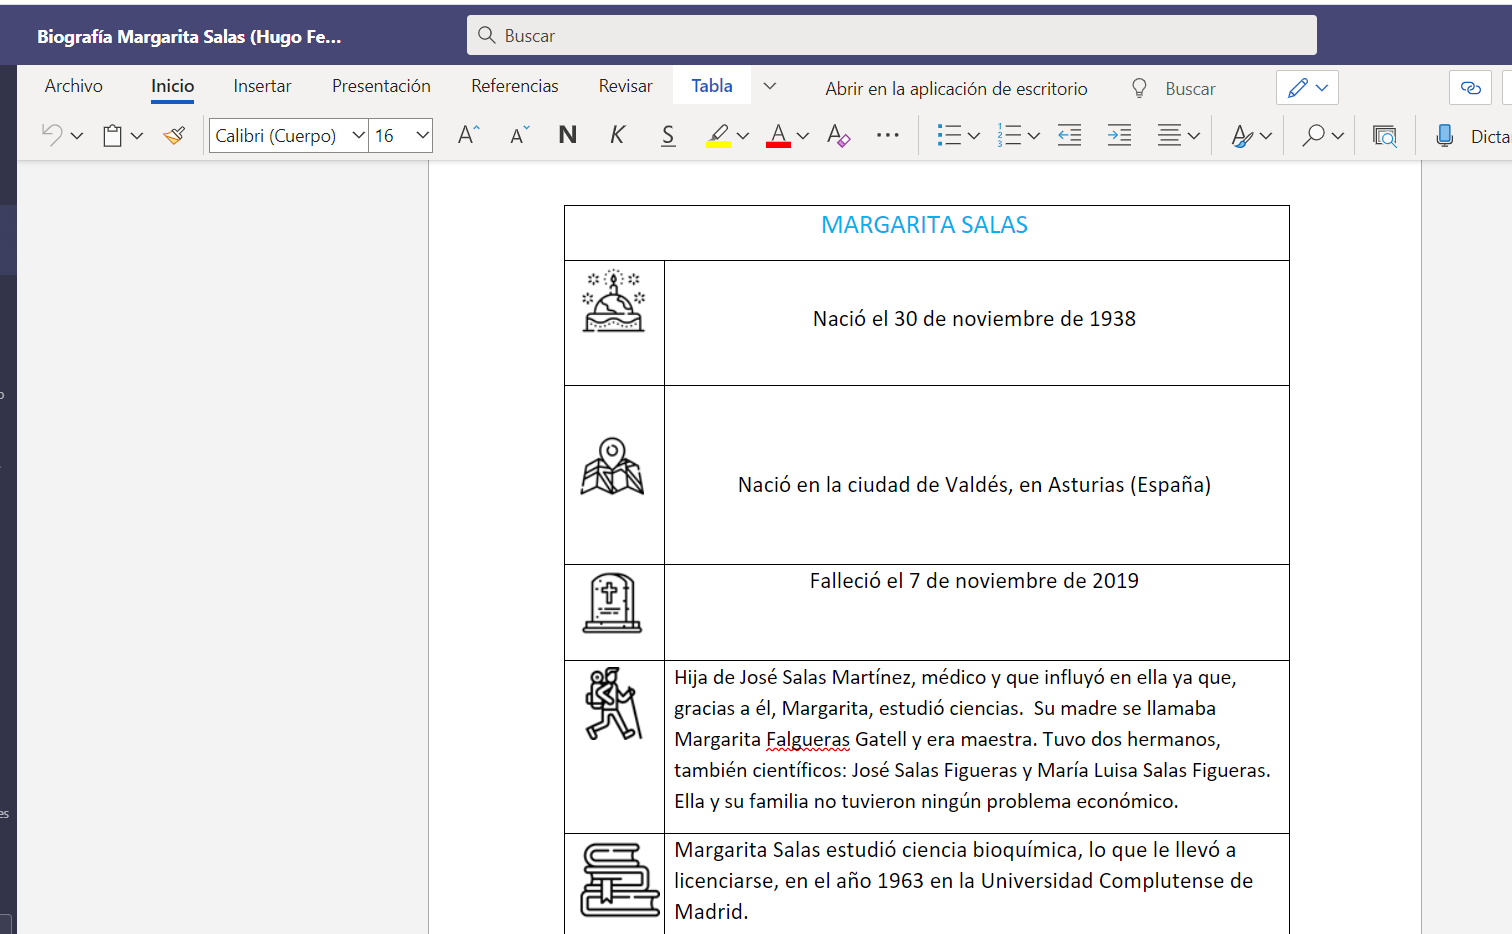 Biografía Margarita Salas (Hugo Fe...
Buscar
Archivo Inicio Insertar Presentación Referencias Revisar Tabla Abrir en la aplicación de escritorio Buscar
Calibri (Cuerpo) 16 A A N K S A A ... Dicta
MARGARITA SALAS
Nació el 30 de noviembre de 1938
Nació en la ciudad de Valdés, en Asturias (España)
Falleció el 7 de noviembre de 2019
Hija de José Salas Martínez, médico y que influyó en ella ya que,
gracias a él, Margarita, estudió ciencias. Su madre se llamaba
Margarita Falgueras Gatell y era maestra. Tuvo dos hermanos,
también científicos: José Salas Figueras y María Luisa Salas Figueras.
Ella y su familia no tuvieron ningún problema económico.
Margarita Salas estudió ciencia bioquímica, lo que le llevó a
licenciarse, en el año 1963 en la Universidad Complutense de
Madrid.